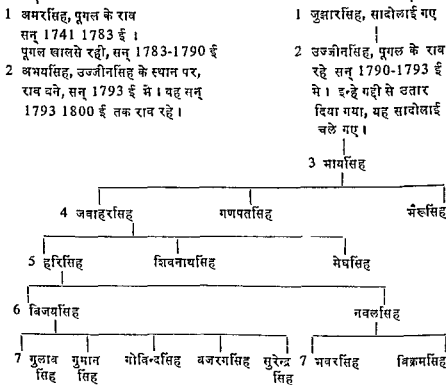 1 अमरसिंह, पूगल के राव
सन् 1741 1783 ई ।
पूगल खालसे रही, सन् 1783-1790 ई
2 अभयसिंह, उज्जीनसिंह के स्थान पर,
राव बने, सन् 1793 ई मे । यह सन्
1793 1800 ई तक राव रहे ।
1 जुझारसिंह, सादोलाई गए
2 उज्जीनसिंह, पूगल के राव
रहे सन् 1790-1793 ई
मे । इन्हे गद्दी से उतार
दिया गया, यह सादोलाई
चले गए ।
3 भार्यासिंह
4 जवाहरसिंह गणपतसिंह भैरूसिंह
5 हरिसिंह शिवनाथसिंह मेघसिंह
6 बिजयसिंह नवलसिंह
7 गुलाब सिंह गुमान सिंह गोविन्दसिंह बजरगसिंह सुरेन्द्र सिंह 7 भवरसिंह विक्रमसिंह